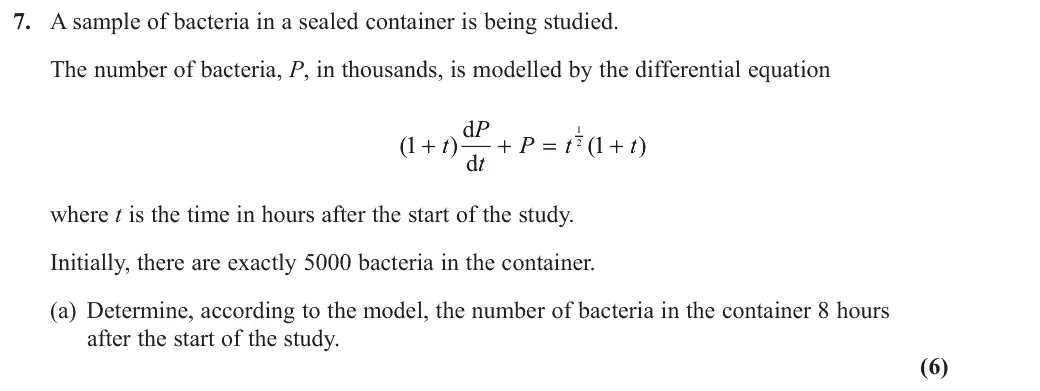 7. A sample of bacteria in a sealed container is being studied.
The number of bacteria, P, in thousands, is modelled by the differential equation
(1 + t) dP/dt + P = t^(1/2) (1 + t)
where t is the time in hours after the start of the study.
Initially, there are exactly 5000 bacteria in the container.
(a) Determine, according to the model, the number of bacteria in the container 8 hours
after the start of the study.
(6)